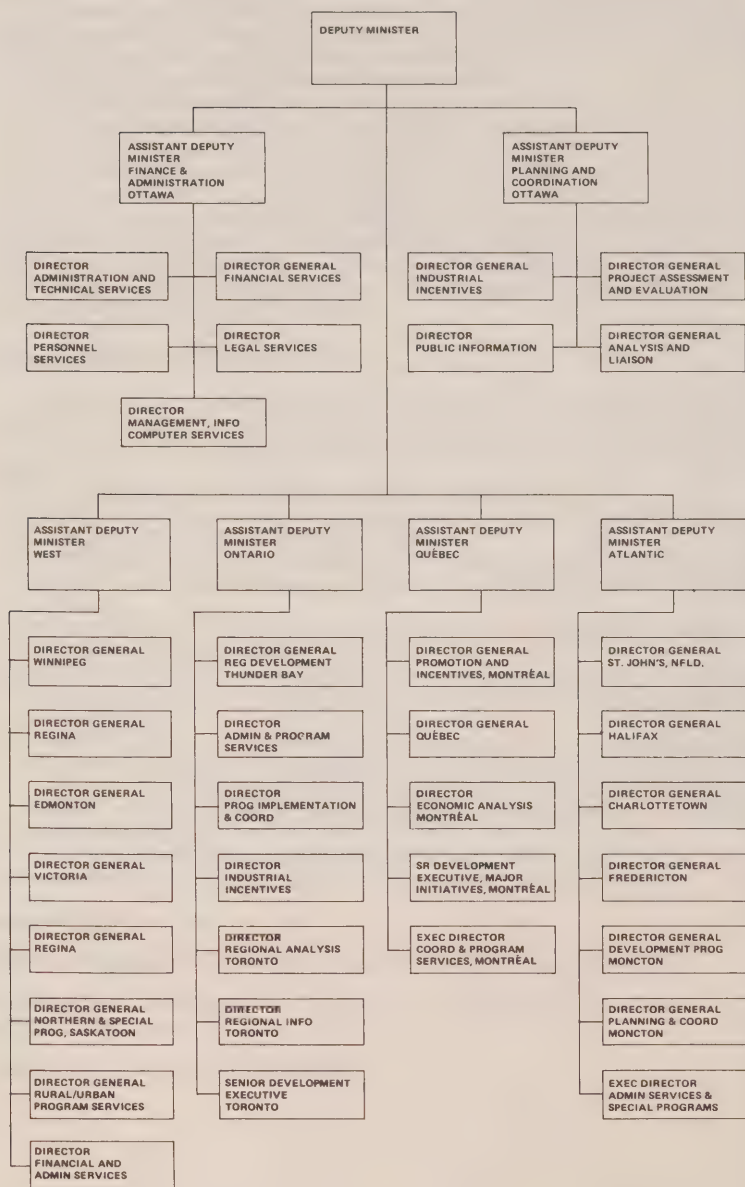 DEPUTY MINISTER
ASSISTANT DEPUTY
MINISTER
FINANCE &
ADMINISTRATION
OTTAWA
ASSISTANT DEPUTY
MINISTER
PLANNING AND
COORDINATION
OTTAWA
DIRECTOR
ADMINISTRATION AND
TECHNICAL SERVICES
DIRECTOR GENERAL
FINANCIAL SERVICES
DIRECTOR GENERAL
INDUSTRIAL
INCENTIVES
DIRECTOR GENERAL
PROJECT ASSESSMENT
AND EVALUATION
DIRECTOR
PERSONNEL
SERVICES
DIRECTOR
LEGAL SERVICES
DIRECTOR
PUBLIC INFORMATION
DIRECTOR GENERAL
ANALYSIS AND
LIAISON
DIRECTOR
MANAGEMENT, INFO
COMPUTER SERVICES
ASSISTANT DEPUTY
MINISTER
WEST
ASSISTANT DEPUTY
MINISTER
ONTARIO
ASSISTANT DEPUTY
MINISTER
QUÉBEC
ASSISTANT DEPUTY
MINISTER
ATLANTIC
DIRECTOR GENERAL
WINNIPEG
DIRECTOR GENERAL
REGINA
DIRECTOR GENERAL
EDMONTON
DIRECTOR GENERAL
VICTORIA
DIRECTOR GENERAL
REGINA
DIRECTOR GENERAL
NORTHERN & SPECIAL
PROG, SASKATOON
DIRECTOR GENERAL
RURAL/URBAN
PROGRAM SERVICES
DIRECTOR
FINANCIAL AND
ADMIN SERVICES
DIRECTOR GENERAL
REG DEVELOPMENT
THUNDER BAY
DIRECTOR
ADMIN & PROGRAM
SERVICES
DIRECTOR
PROG IMPLEMENTATION
& COORD
DIRECTOR
INDUSTRIAL
INCENTIVES
DIRECTOR
REGIONAL ANALYSIS
TORONTO
DIRECTOR
REGIONAL INFO
TORONTO
SENIOR DEVELOPMENT
EXECUTIVE
TORONTO
DIRECTOR GENERAL
PROMOTION AND
INCENTIVES, MONTRÉAL
DIRECTOR GENERAL
QUÉBEC
DIRECTOR
ECONOMIC ANALYSIS
MONTRÉAL
SR DEVELOPMENT
EXECUTIVE, MAJOR
INITIATIVES, MONTRÉAL
EXEC DIRECTOR
COORD & PROGRAM
SERVICES, MONTRÉAL
DIRECTOR GENERAL
ST. JOHN'S, NFLD.
DIRECTOR GENERAL
HALIFAX
DIRECTOR GENERAL
CHARLOTTETOWN
DIRECTOR GENERAL
FREDERICTON
DIRECTOR GENERAL
DEVELOPMENT PROG
MONCTON
DIRECTOR GENERAL
PLANNING & COORD
MONCTON
EXEC DIRECTOR
ADMIN SERVICES &
SPECIAL PROGRAMS